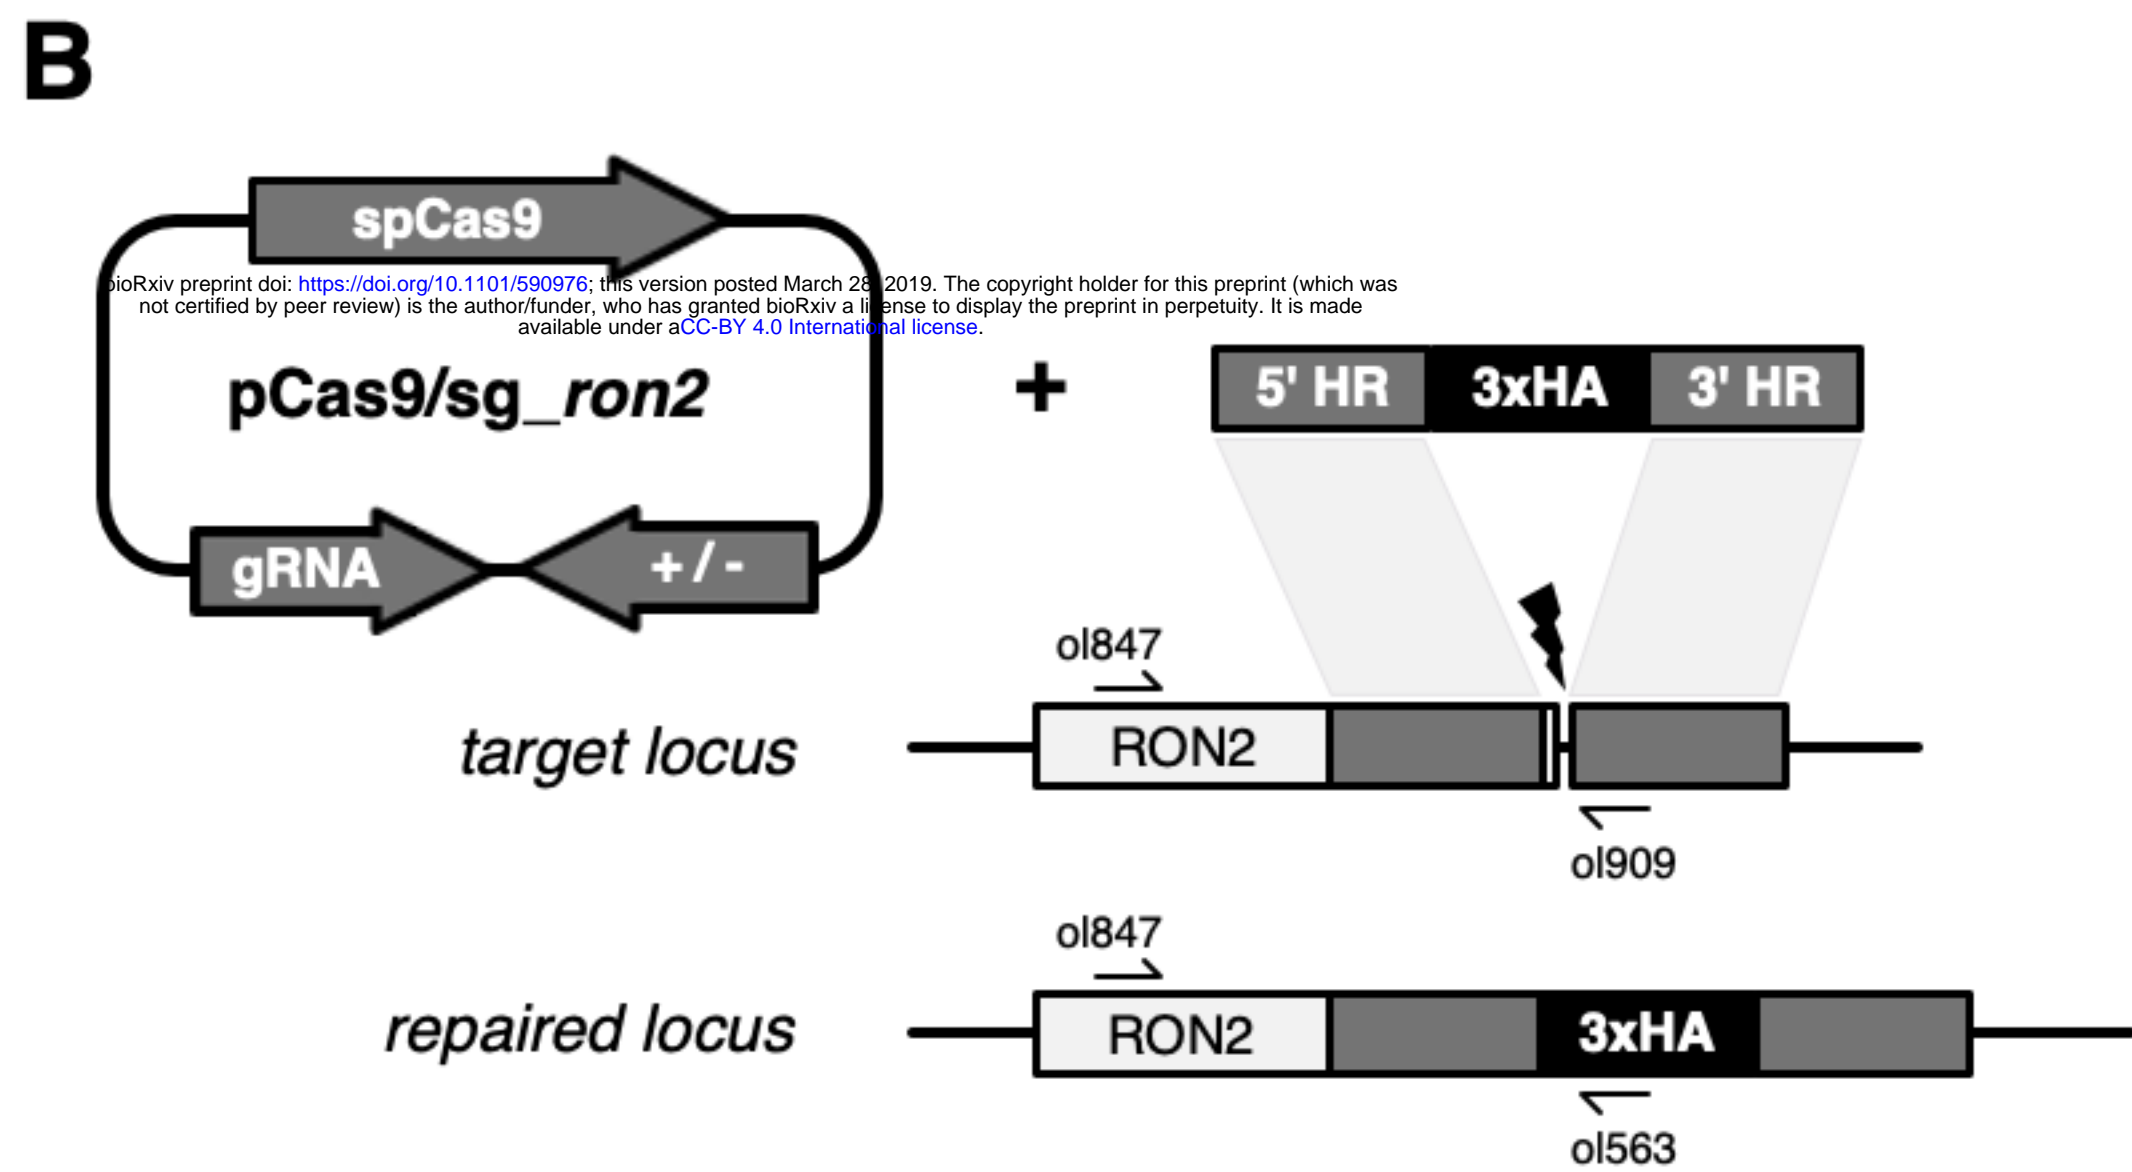 B
spCas9
bioRxiv preprint doi: https://doi.org/10.1101/590976; this version posted March 28, 2019. The copyright holder for this preprint (which was
not certified by peer review) is the author/funder, who has granted bioRxiv a license to display the preprint in perpetuity. It is made
available under aCC-BY 4.0 International license.
pCas9/sg_ron2
+
5' HR 3xHA 3' HR
gRNA
+ / -
ol847
target locus
RON2
ol909
ol847
repaired locus
RON2
3xHA
ol563